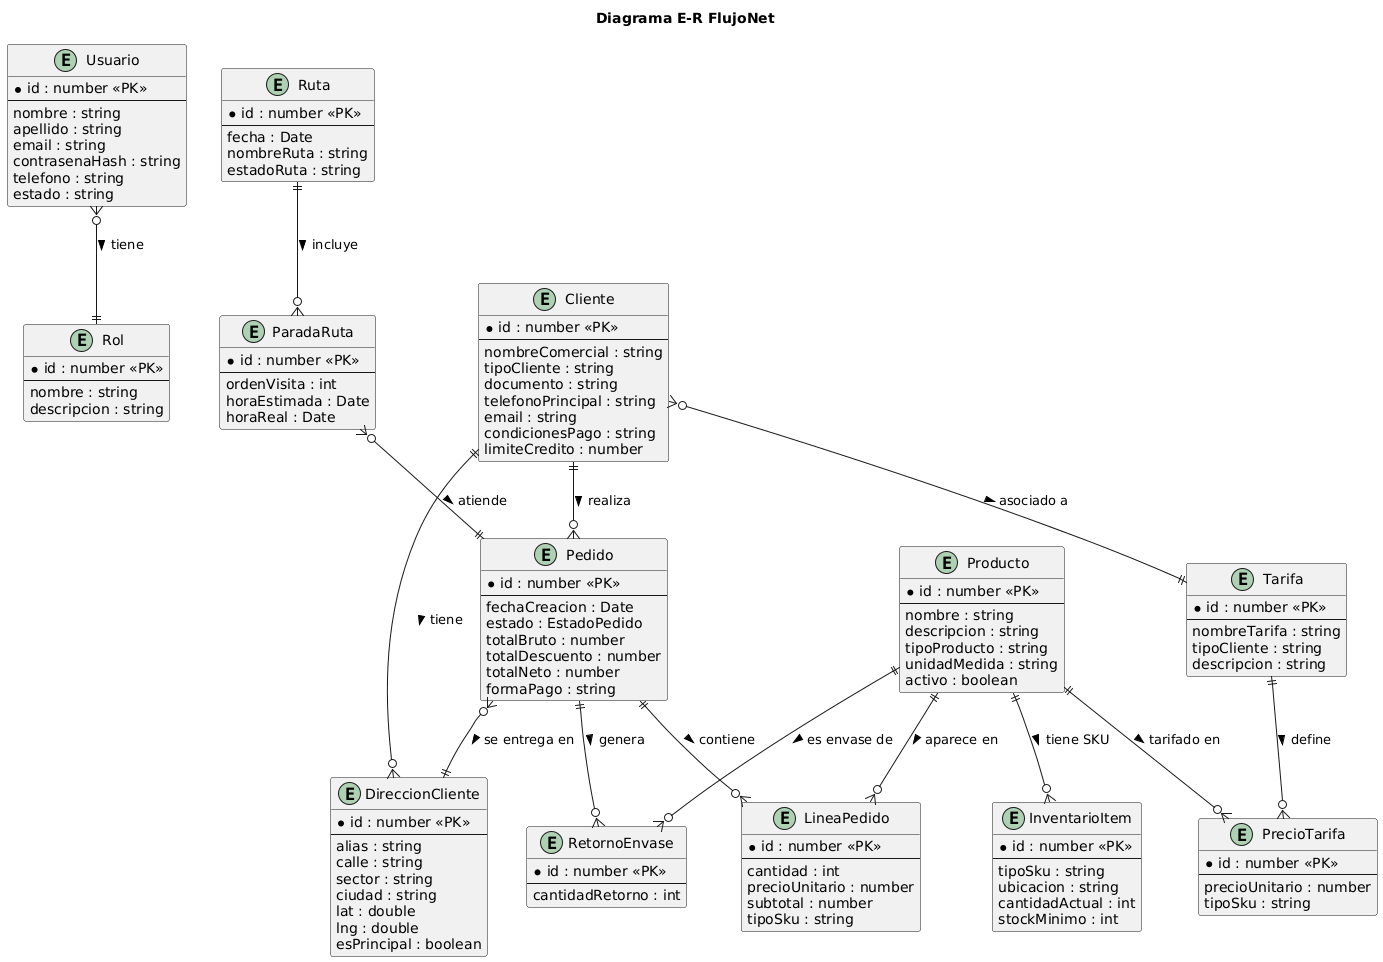 Diagrama E-R FlujoNet
E Usuario
* id : number «PK»
nombre : string
apellido : string
email : string
contrasenaHash : string
telefono : string
estado : string
E Ruta
* id : number «PK»
fecha : Date
nombreRuta : string
estadoRuta : string
tiene
incluye
E Rol
* id : number «PK»
nombre : string
descripcion : string
E ParadaRuta
* id : number «PK»
ordenVisita : int
horaEstimada : Date
horaReal : Date
E Cliente
* id : number «PK»
nombreComercial : string
tipoCliente : string
documento : string
telefonoPrincipal : string
email : string
condicionesPago : string
limiteCredito : number
atiende
realiza
asociado a
tiene
E Pedido
* id : number «PK»
fechaCreacion : Date
estado : EstadoPedido
totalBruto : number
totalDescuento : number
totalNeto : number
formaPago : string
E Producto
* id : number «PK»
nombre : string
descripcion : string
tipoProducto : string
unidadMedida : string
activo : boolean
E Tarifa
* id : number «PK»
nombreTarifa : string
tipoCliente : string
descripcion : string
se entrega en
genera
contiene
es envase de
aparece en
tiene SKU
tarifado en
define
E DireccionCliente
* id : number «PK»
alias : string
calle : string
sector : string
ciudad : string
lat : double
lng : double
esPrincipal : boolean
E RetornoEnvase
* id : number «PK»
cantidadRetorno : int
E LineaPedido
* id : number «PK»
cantidad : int
precioUnitario : number
subtotal : number
tipoSku : string
E InventarioItem
* id : number «PK»
tipoSku : string
ubicacion : string
cantidadActual : int
stockMinimo : int
E PrecioTarifa
* id : number «PK»
precioUnitario : number
tipoSku : string